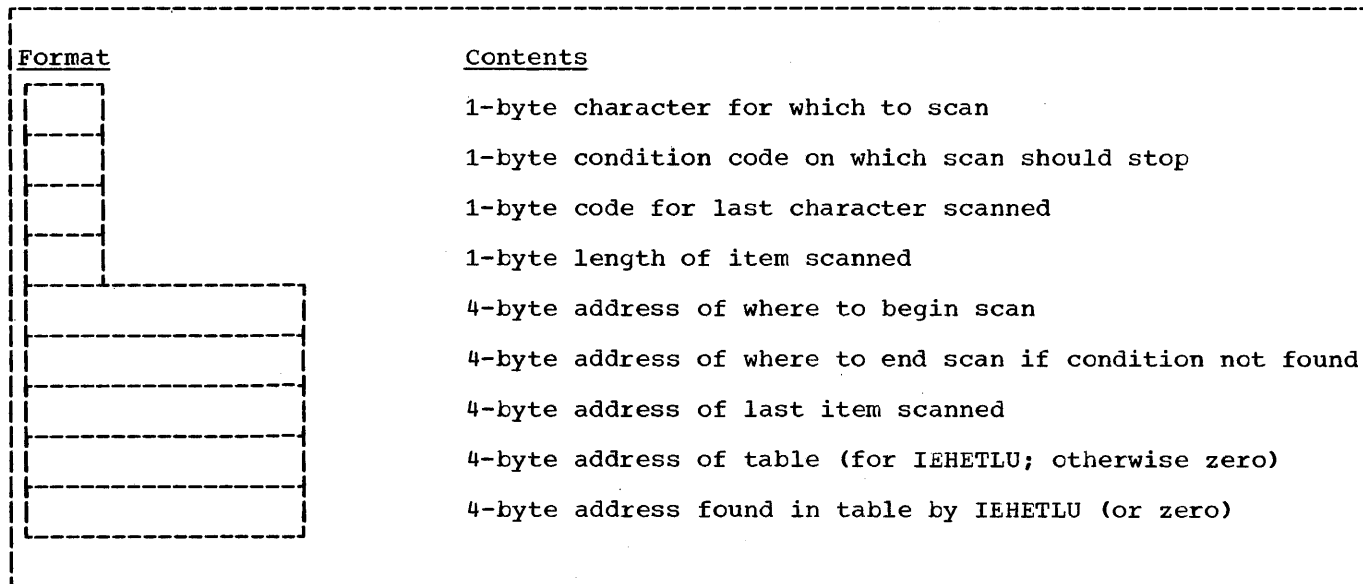 Format Contents
1-byte character for which to scan
1-byte condition code on which scan should stop
1-byte code for last character scanned
1-byte length of item scanned
4-byte address of where to begin scan
4-byte address of where to end scan if condition not found
4-byte address of last item scanned
4-byte address of table (for IEHETLU; otherwise zero)
4-byte address found in table by IEHETLU (or zero)